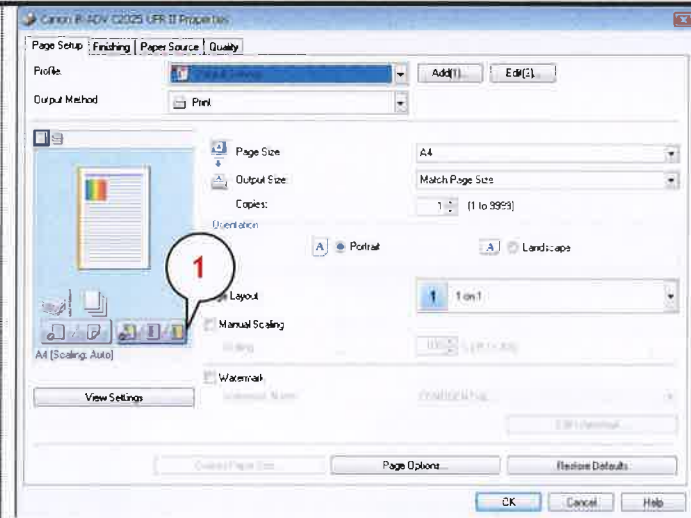 Canon iR-ADV C2025 UFR II Properties
Page Setup Finishing Paper Source Quality
Profile: Add(1)... Edit(2)...
Output Method: Print
Page Size: A4
Output Size: Match Page Size
Copies: 1 (1 to 9999)
Orientation
A Portrait A Landscape
1
Layout 1 1 on 1
Manual Scaling
Scaling
A4 [Scaling: Auto]
Watermark
View Settings
CONFIDENTIAL
Page Options... Restore Defaults
OK Cancel Help